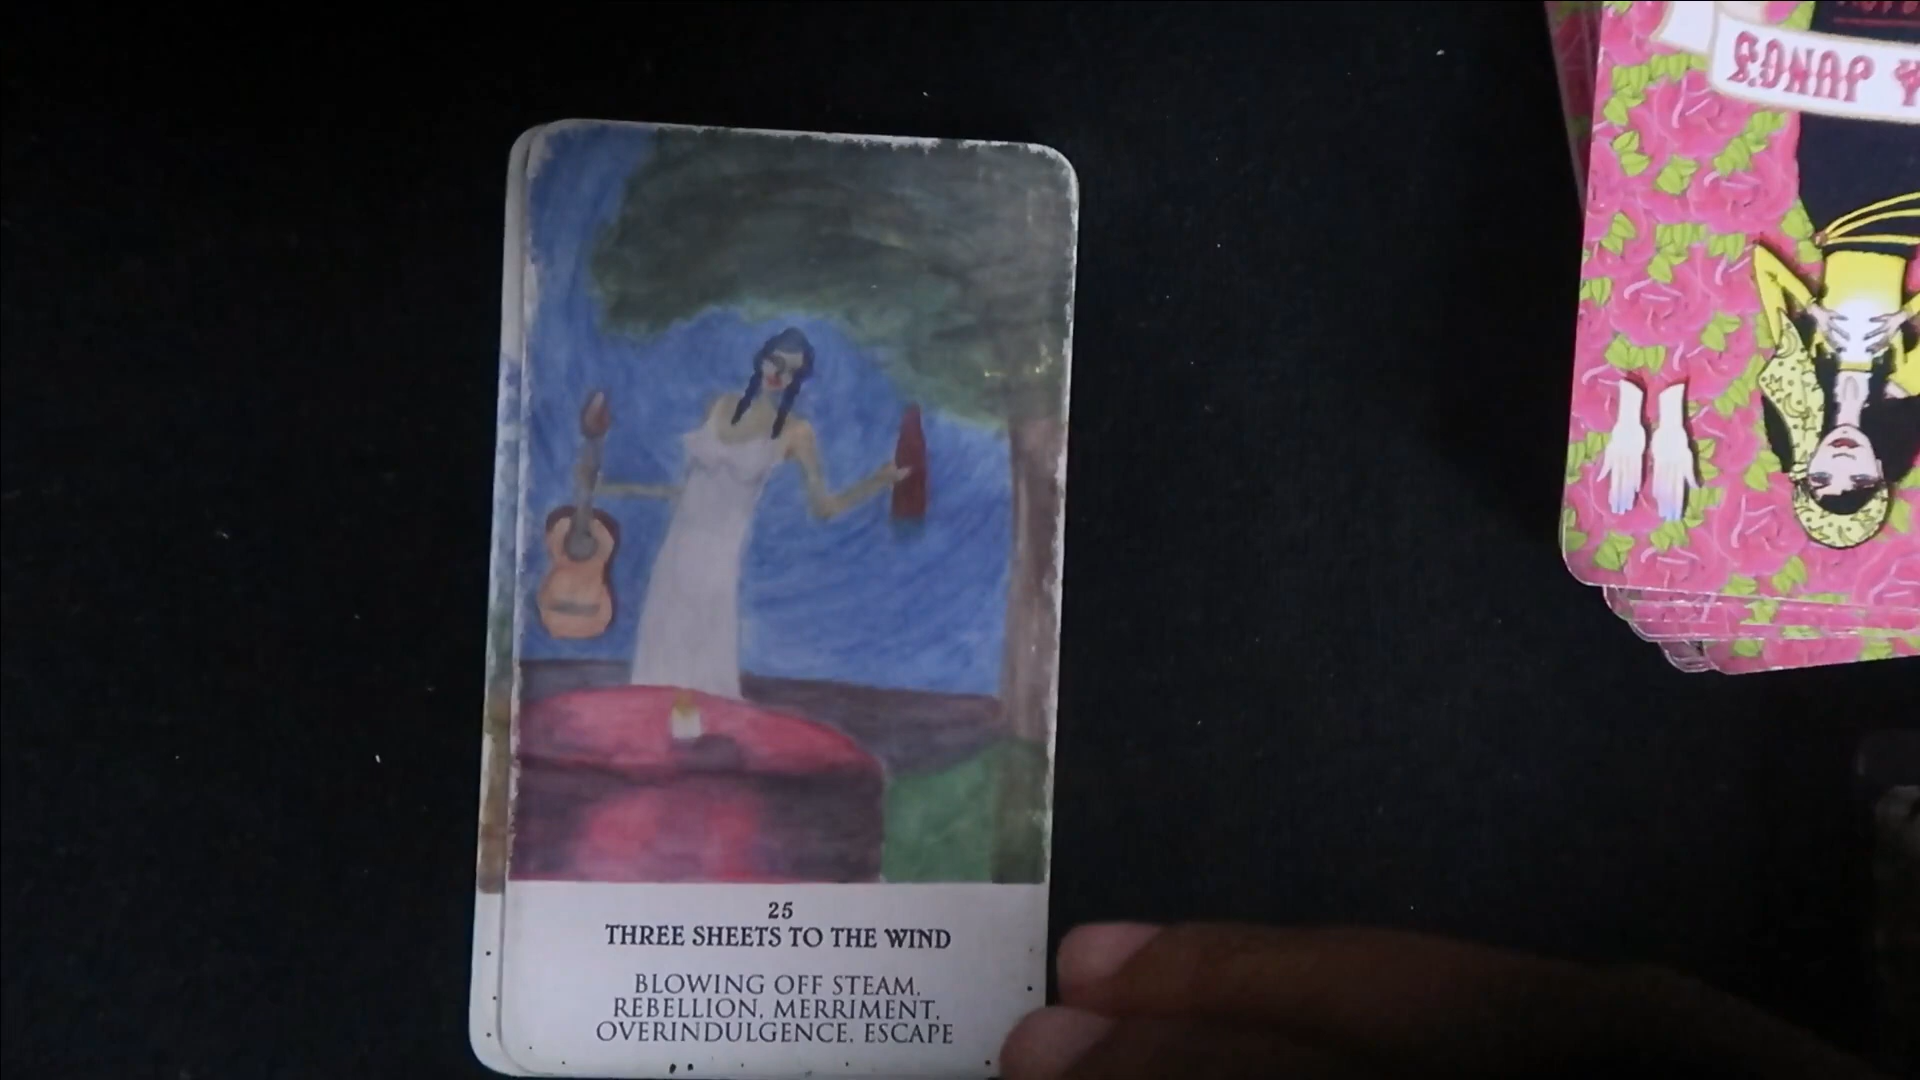 25
THREE SHEETS TO THE WIND
BLOWING OFF STEAM,
REBELLION, MERRIMENT,
OVERINDULGENCE, ESCAPE